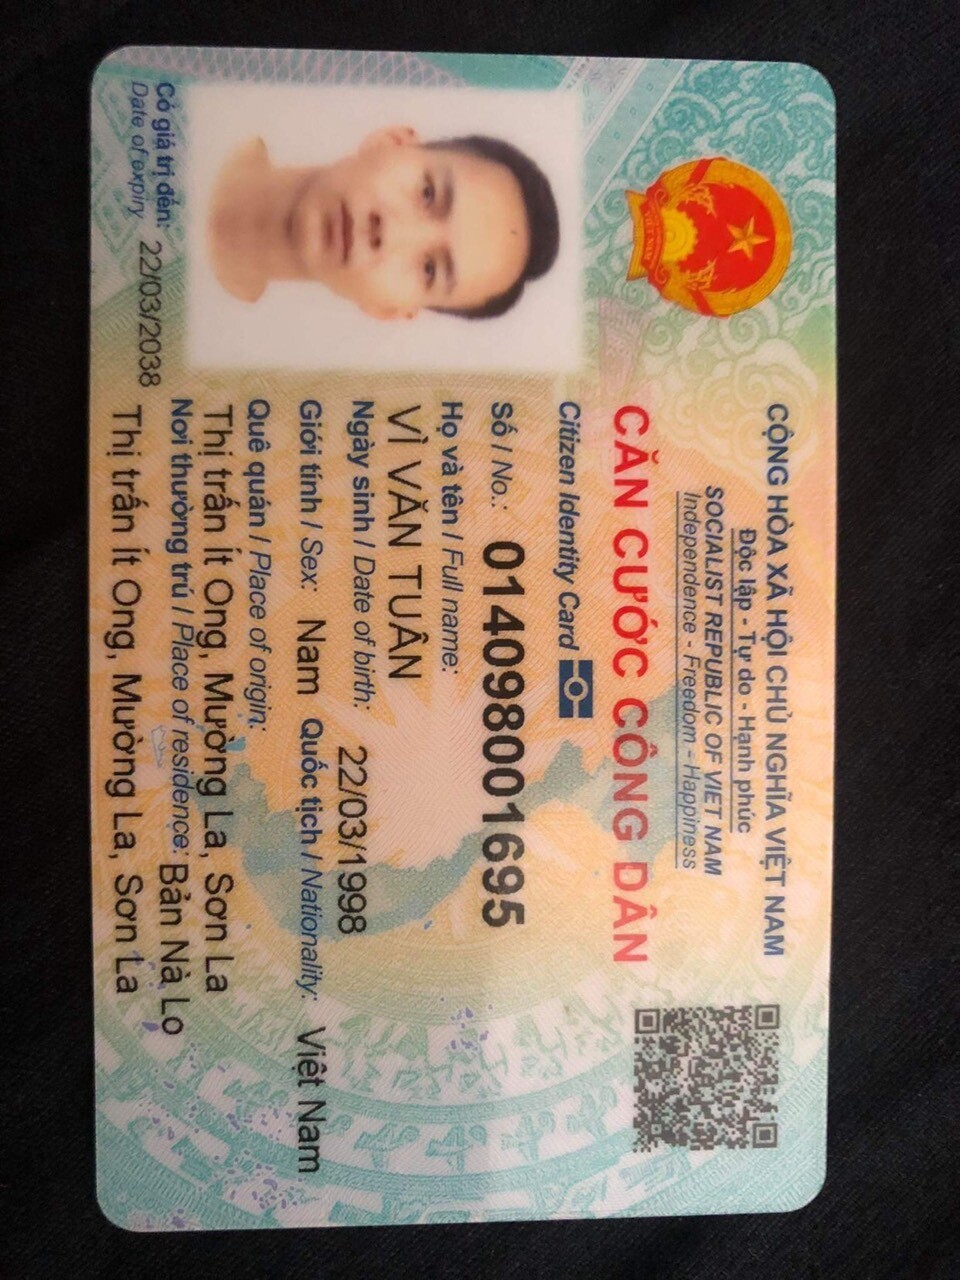 CỘNG HÒA XÃ HỘI CHỦ NGHĨA VIỆT NAM
Độc lập - Tự do - Hạnh phúc
SOCIALIST REPUBLIC OF VIET NAM
Independence - Freedom - Happiness
CĂN CƯỚC CÔNG DÂN
Citizen Identity Card
Số / No.: 014098001695
Họ và tên / Full name:
VÌ VĂN TUÂN
Ngày sinh / Date of birth: 22/03/1998
Giới tính / Sex: Nam Quốc tịch / Nationality: Việt Nam
Quê quán / Place of origin:
Thị trấn Ít Ong, Mường La, Sơn La
Nơi thường trú / Place of residence: Bản Nà Lo
Thị trấn Ít Ong, Mường La, Sơn La
Có giá trị đến: 22/03/2038
Date of expiry